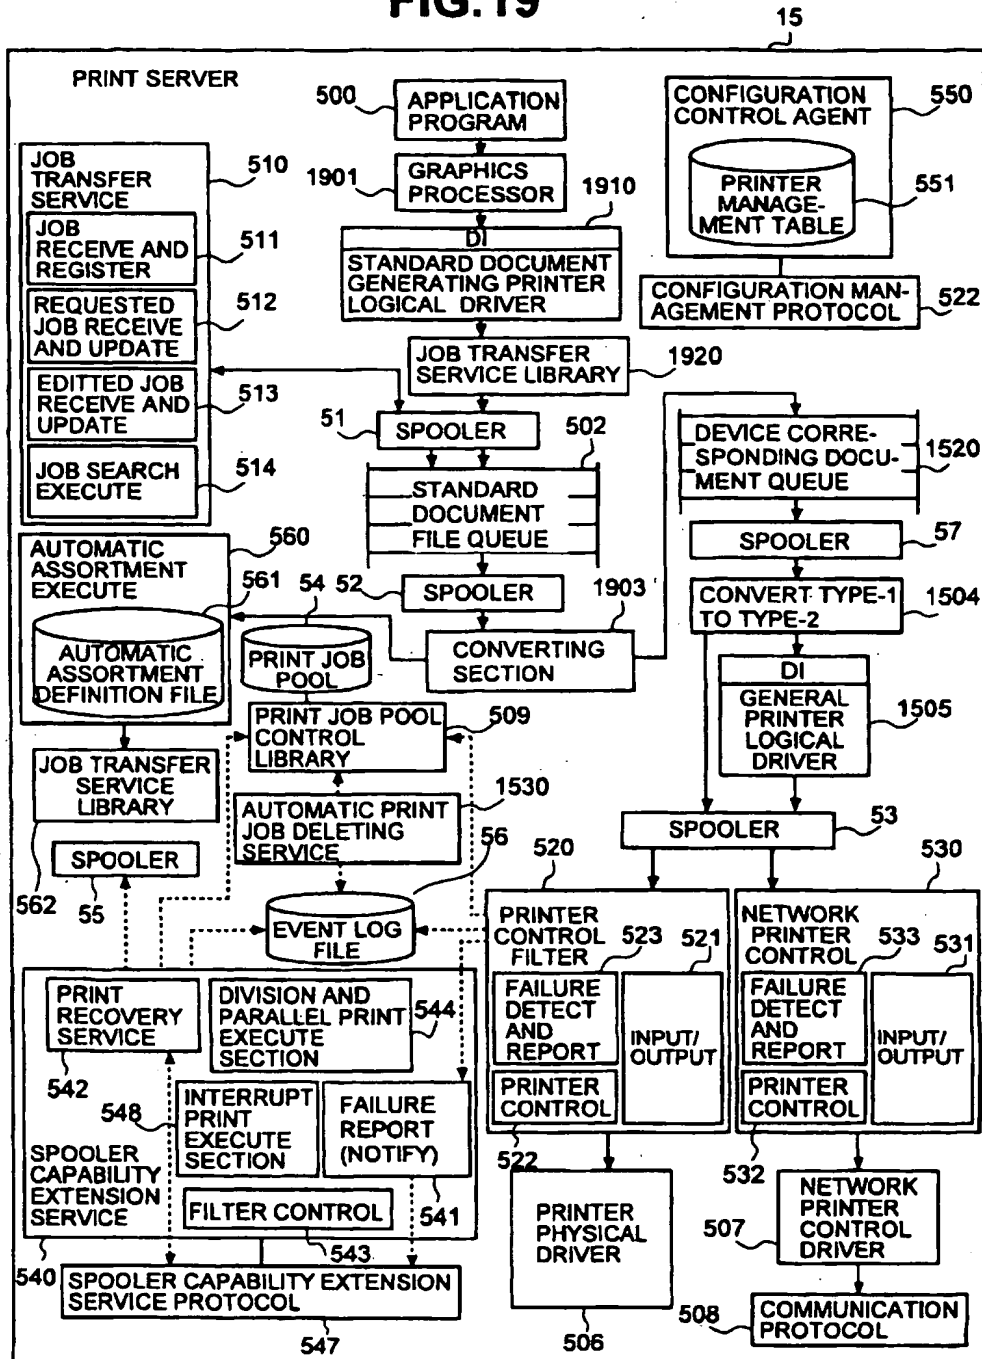 FIG.19
15
PRINT SERVER
500
APPLICATION
PROGRAM
1901
GRAPHICS
PROCESSOR
1910
DI
STANDARD DOCUMENT
GENERATING PRINTER
LOGICAL DRIVER
JOB TRANSFER
SERVICE LIBRARY
1920
CONFIGURATION
CONTROL AGENT
550
PRINTER
MANAGE-
MENT TABLE
551
CONFIGURATION MAN-
AGEMENT PROTOCOL
522
JOB
TRANSFER
SERVICE
510
JOB
RECEIVE AND
REGISTER
511
REQUESTED
JOB RECEIVE
AND UPDATE
512
EDITTED JOB
RECEIVE AND
UPDATE
513
JOB SEARCH
EXECUTE
514
51
SPOOLER
502
STANDARD
DOCUMENT
FILE QUEUE
52
SPOOLER
1903
CONVERTING
SECTION
DEVICE CORRE-
SPONDING DOCU-
MENT QUEUE
1520
SPOOLER
57
CONVERT TYPE-1
TO TYPE-2
1504
DI
GENERAL
PRINTER
LOGICAL
DRIVER
1505
SPOOLER
53
AUTOMATIC
ASSORTMENT
EXECUTE
560
561
AUTOMATIC
ASSORTMENT
DEFINITION FILE
JOB TRANSFER
SERVICE
LIBRARY
562
SPOOLER
55
54
PRINT JOB
POOL
PRINT JOB POOL
CONTROL
LIBRARY
509
AUTOMATIC PRINT
JOB DELETING
SERVICE
1530
56
EVENT LOG
FILE
520
PRINTER
CONTROL
FILTER
523
521
FAILURE
DETECT
AND
REPORT
INPUT/
OUTPUT
PRINTER
CONTROL
522
530
NETWORK
PRINTER
CONTROL
533
531
FAILURE
DETECT
AND
REPORT
INPUT/
OUTPUT
PRINTER
CONTROL
532
PRINT
RECOVERY
SERVICE
542
DIVISION AND
PARALLEL PRINT
EXECUTE
SECTION
544
548
INTERRUPT
PRINT
EXECUTE
SECTION
FAILURE
REPORT
(NOTIFY)
541
SPOOLER
CAPABILITY
EXTENSION
SERVICE
FILTER CONTROL
543
540
SPOOLER CAPABILITY EXTENSION
SERVICE PROTOCOL
547
PRINTER
PHYSICAL
DRIVER
506
507
NETWORK
PRINTER
CONTROL
DRIVER
508
COMMUNICATION
PROTOCOL